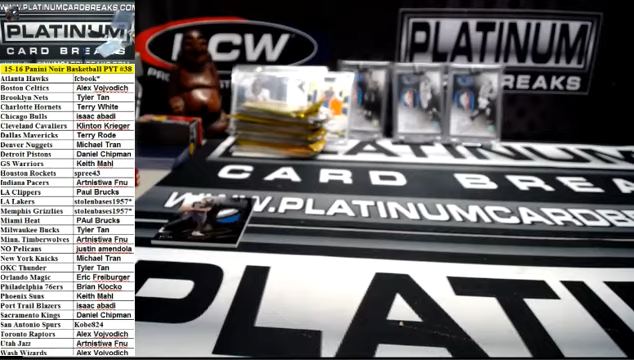 WWW.PLATINUMCARDBREAKS.COM
PLATINUM
CARD BREAKS
15-16 Panini Noir Basketball PYT #38
Atlanta Hawks fcbook*
Boston Celtics Alex Vojvodich
Brooklyn Nets Tyler Tan
Charlotte Hornets Terry White
Chicago Bulls isaac abadi
Cleveland Cavaliers Klinton Krieger
Dallas Mavericks Terry Rode
Denver Nuggets Michael Tran
Detroit Pistons Daniel Chipman
GS Warriors Keith Mahl
Houston Rockets spree43
Indiana Pacers Artnistiwa Fnu
LA Clippers Paul Brucks
LA Lakers stolenbases1957*
Memphis Grizzlies stolenbases1957*
Miami Heat Paul Brucks
Milwaukee Bucks Tyler Tan
Minn. Timberwolves Artnistiwa Fnu
NO Pelicans justin amendola
New York Knicks Michael Tran
OKC Thunder Tyler Tan
Orlando Magic Eric Freiburger
Philadelphia 76ers Brian Klocko
Phoenix Suns Keith Mahl
Port Trail Blazers isaac abadi
Sacramento Kings Daniel Chipman
San Antonio Spurs Kobe824
Toronto Raptors Alex Vojvodich
Utah Jazz Artnistiwa Fnu
Wash Wizards Alex Vojvodich
BCW
PLATINUM
BREAKS
CARD BREA
WWW.PLATINUMCARDBR
PLATI